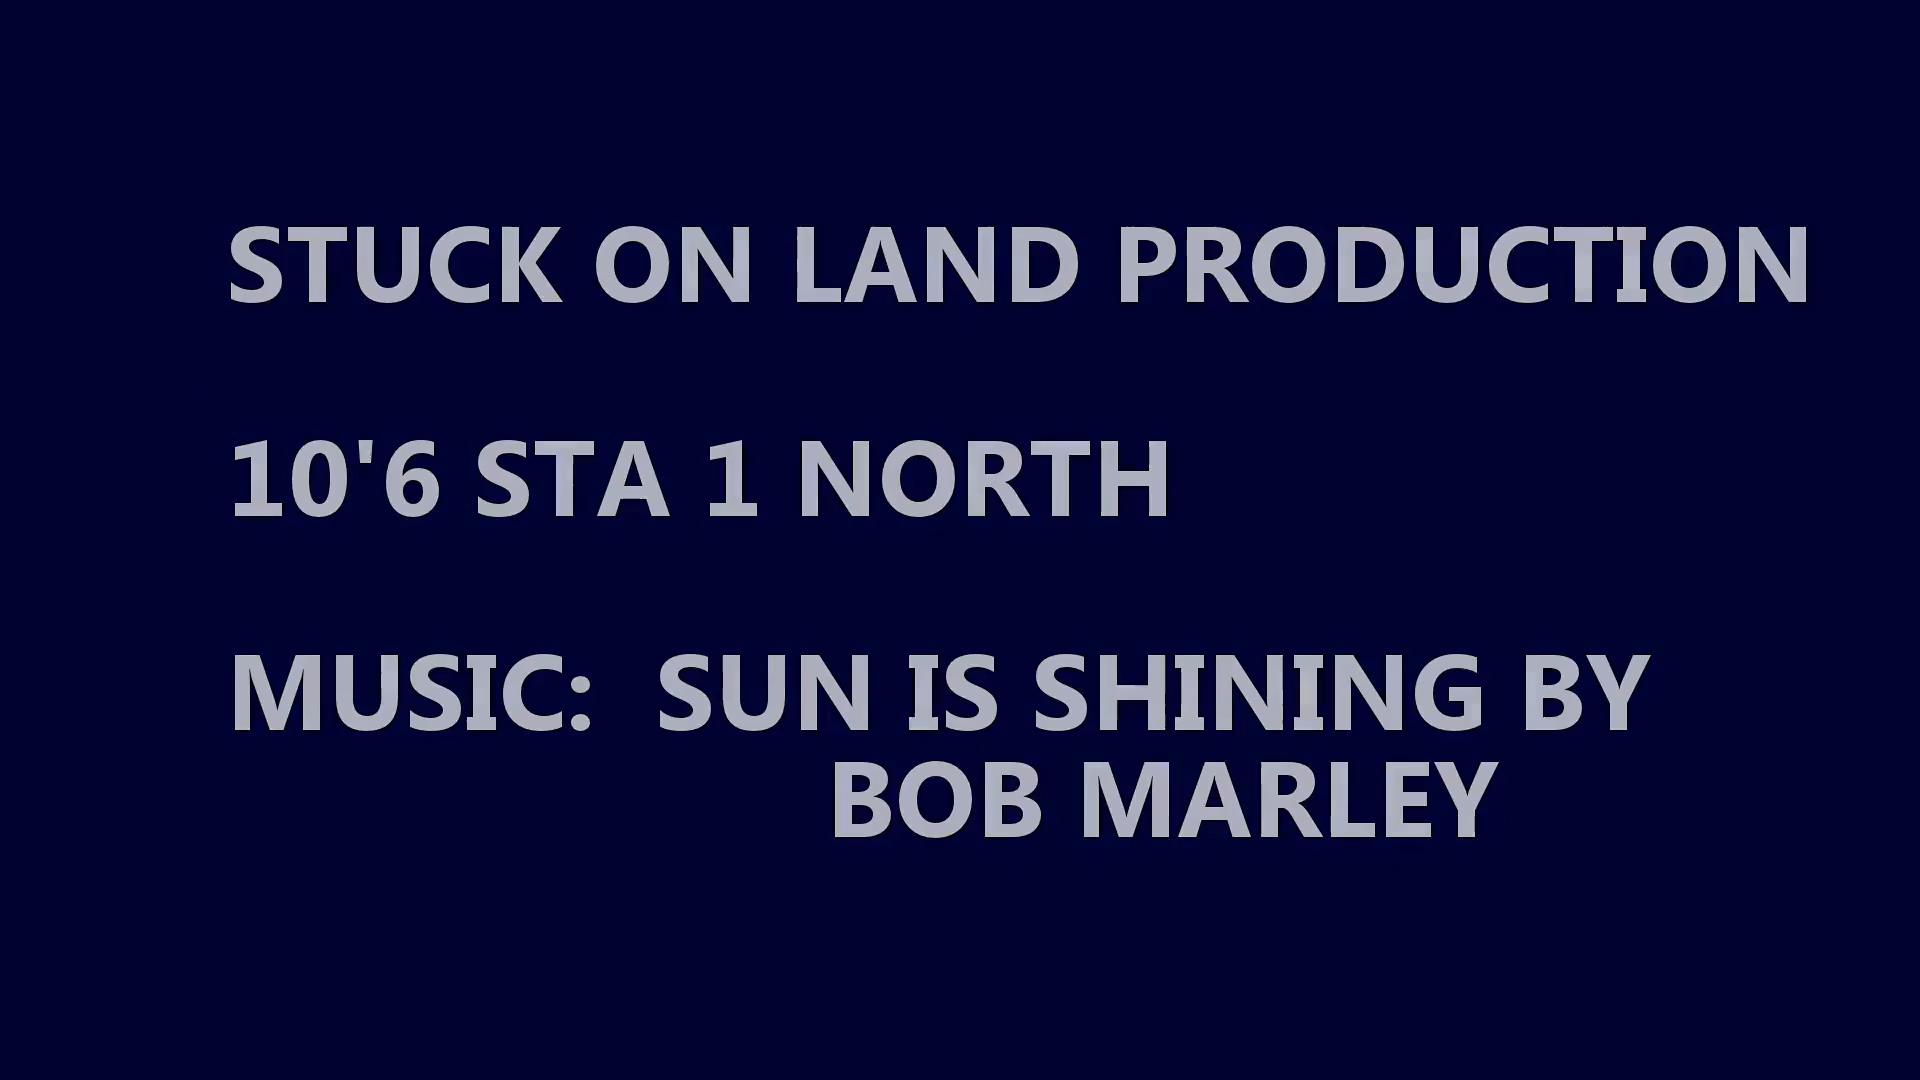 STUCK ON LAND PRODUCTION
10'6 STA 1 NORTH
MUSIC:  SUN IS SHINING BY
BOB MARLEY